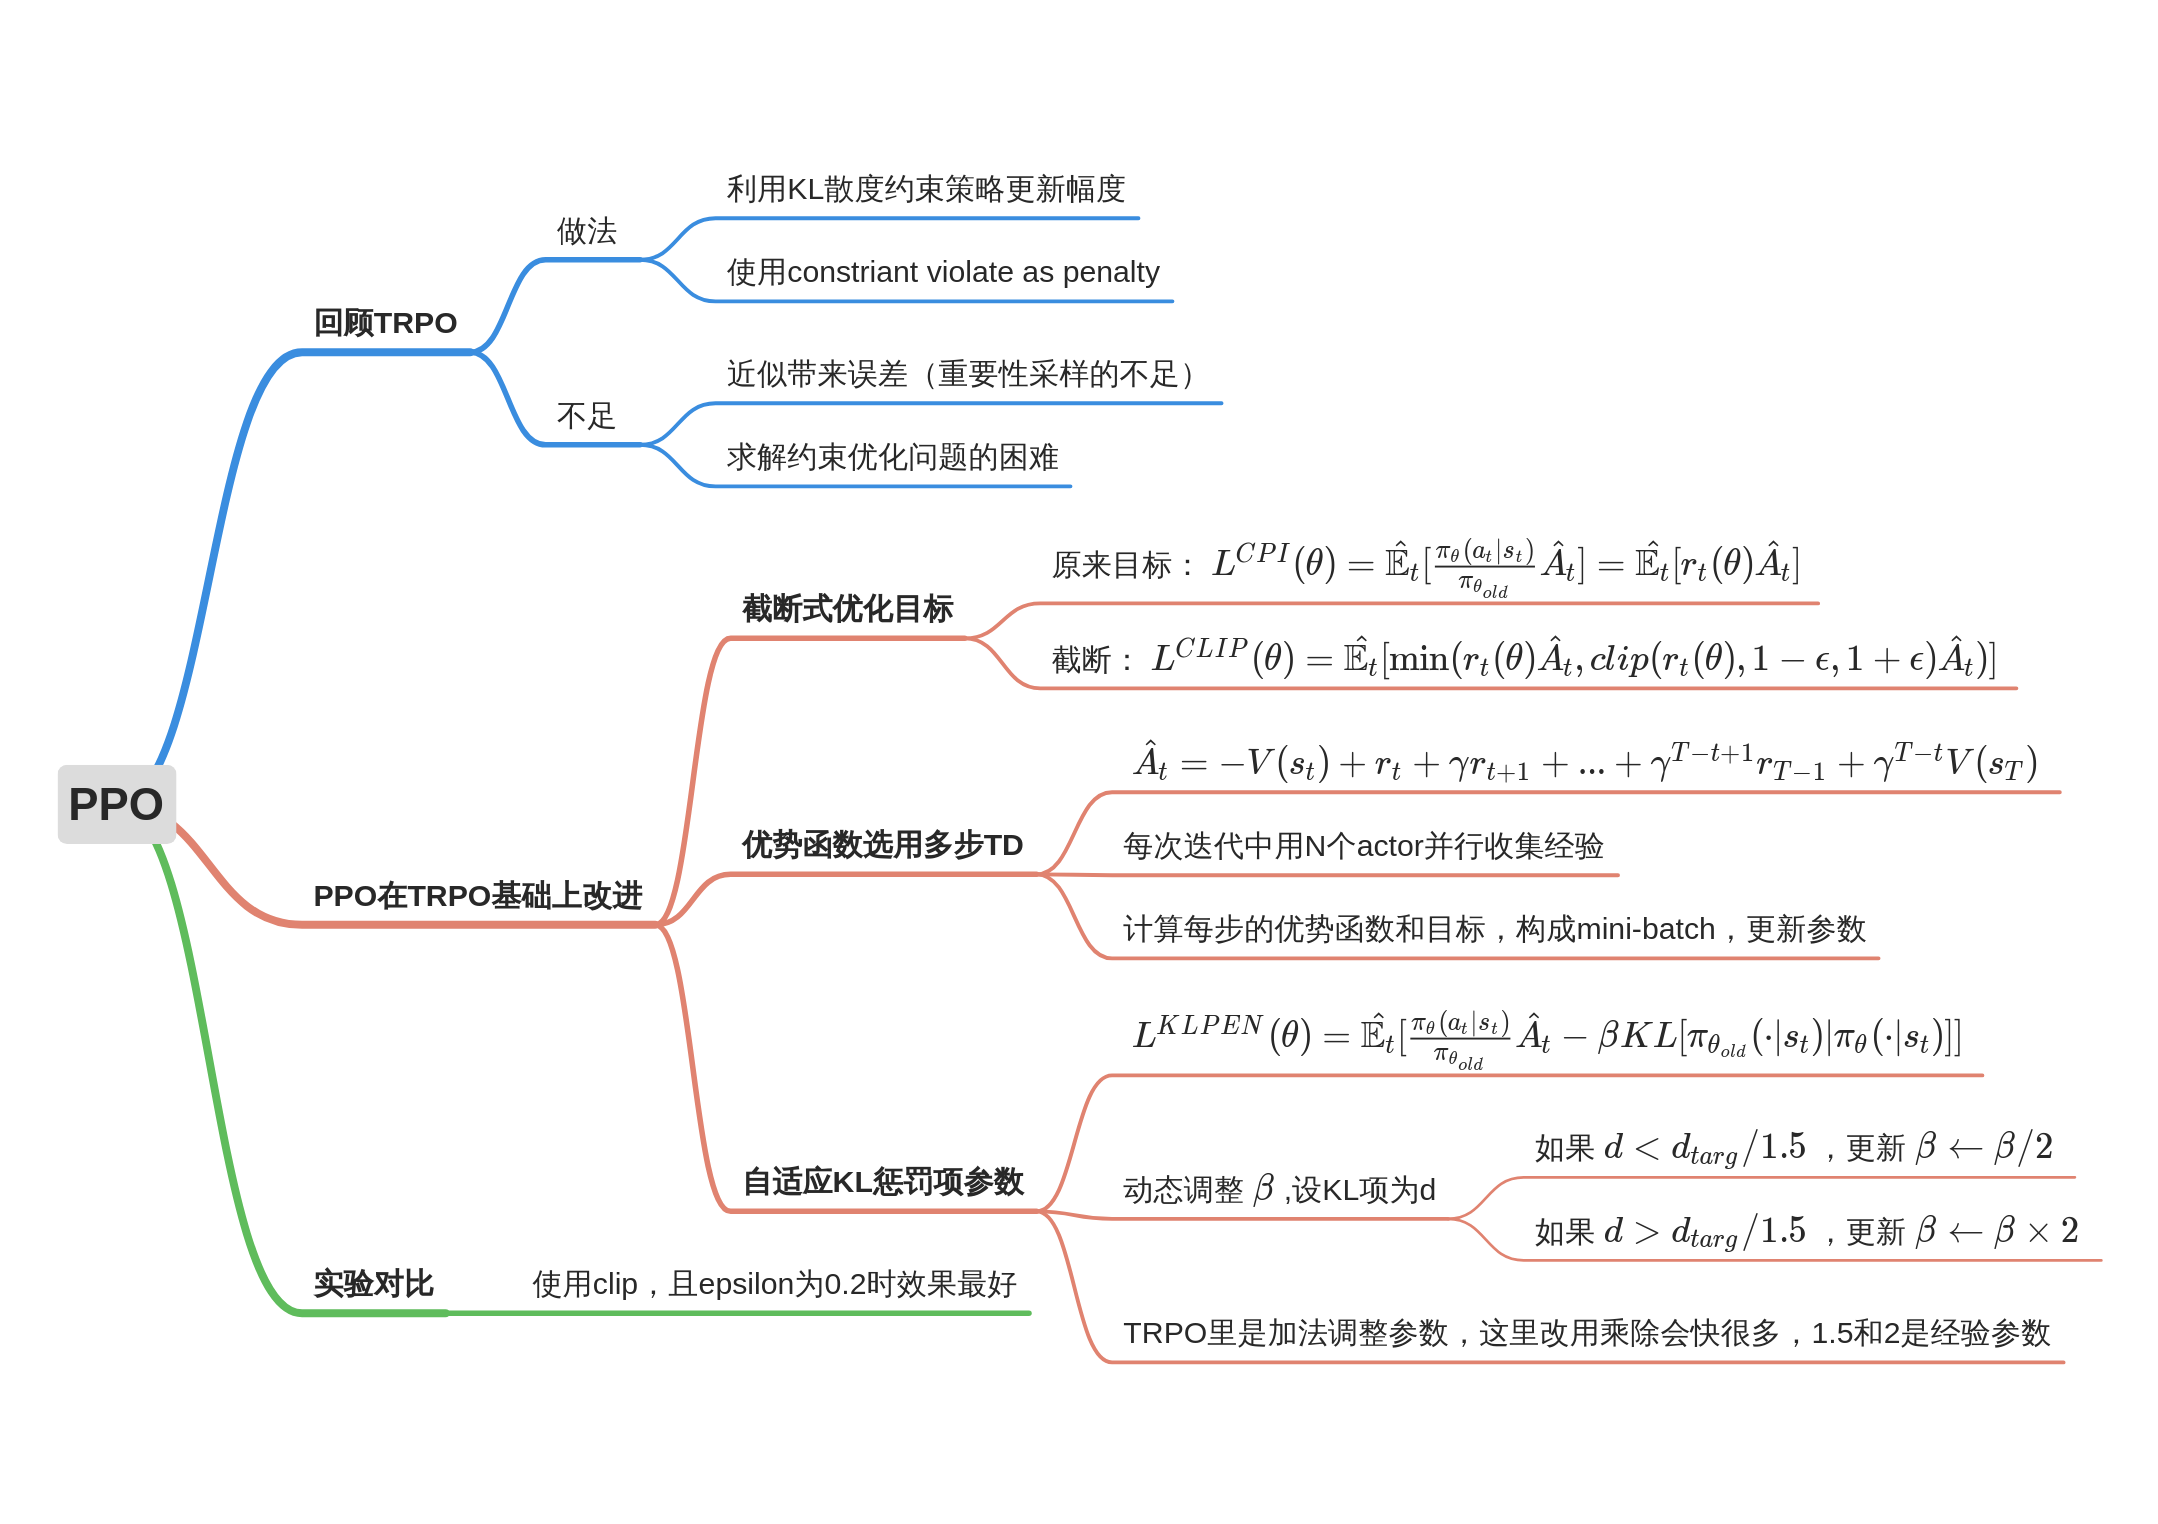 PPO
回顾TRPO
做法
利用KL散度约束策略更新幅度
使用constriant violate as penalty
不足
近似带来误差（重要性采样的不足）
求解约束优化问题的困难
PPO在TRPO基础上改进
截断式优化目标
原来目标： $L^{CPI}(\theta) = \hat{\mathbb{E}}_t[\frac{\pi_\theta(a_t|s_t)}{\pi_{\theta_{old}}}\hat{A}_t] = \hat{\mathbb{E}}_t[r_t(\theta)\hat{A}_t]$
截断： $L^{CLIP}(\theta) = \hat{\mathbb{E}}_t[\min(r_t(\theta)\hat{A}_t, clip(r_t(\theta), 1-\epsilon, 1+\epsilon)\hat{A}_t)]$
优势函数选用多步TD
$\hat{A}_t = -V(s_t) + r_t + \gamma r_{t+1} + ... + \gamma^{T-t+1}r_{T-1} + \gamma^{T-t}V(s_T)$
每次迭代中用N个actor并行收集经验
计算每步的优势函数和目标，构成mini-batch，更新参数
自适应KL惩罚项参数
$L^{KLPEN}(\theta) = \hat{\mathbb{E}}_t[\frac{\pi_\theta(a_t|s_t)}{\pi_{\theta_{old}}}\hat{A}_t - \beta KL[\pi_{\theta_{old}}(\cdot|s_t)|\pi_\theta(\cdot|s_t)]]$
动态调整 $\beta$ ,设KL项为d
如果 $d < d_{targ}/1.5$ ，更新 $\beta \leftarrow \beta/2$
如果 $d > d_{targ}/1.5$ ，更新 $\beta \leftarrow \beta \times 2$
TRPO里是加法调整参数，这里改用乘除会快很多，1.5和2是经验参数
实验对比
使用clip，且epsilon为0.2时效果最好